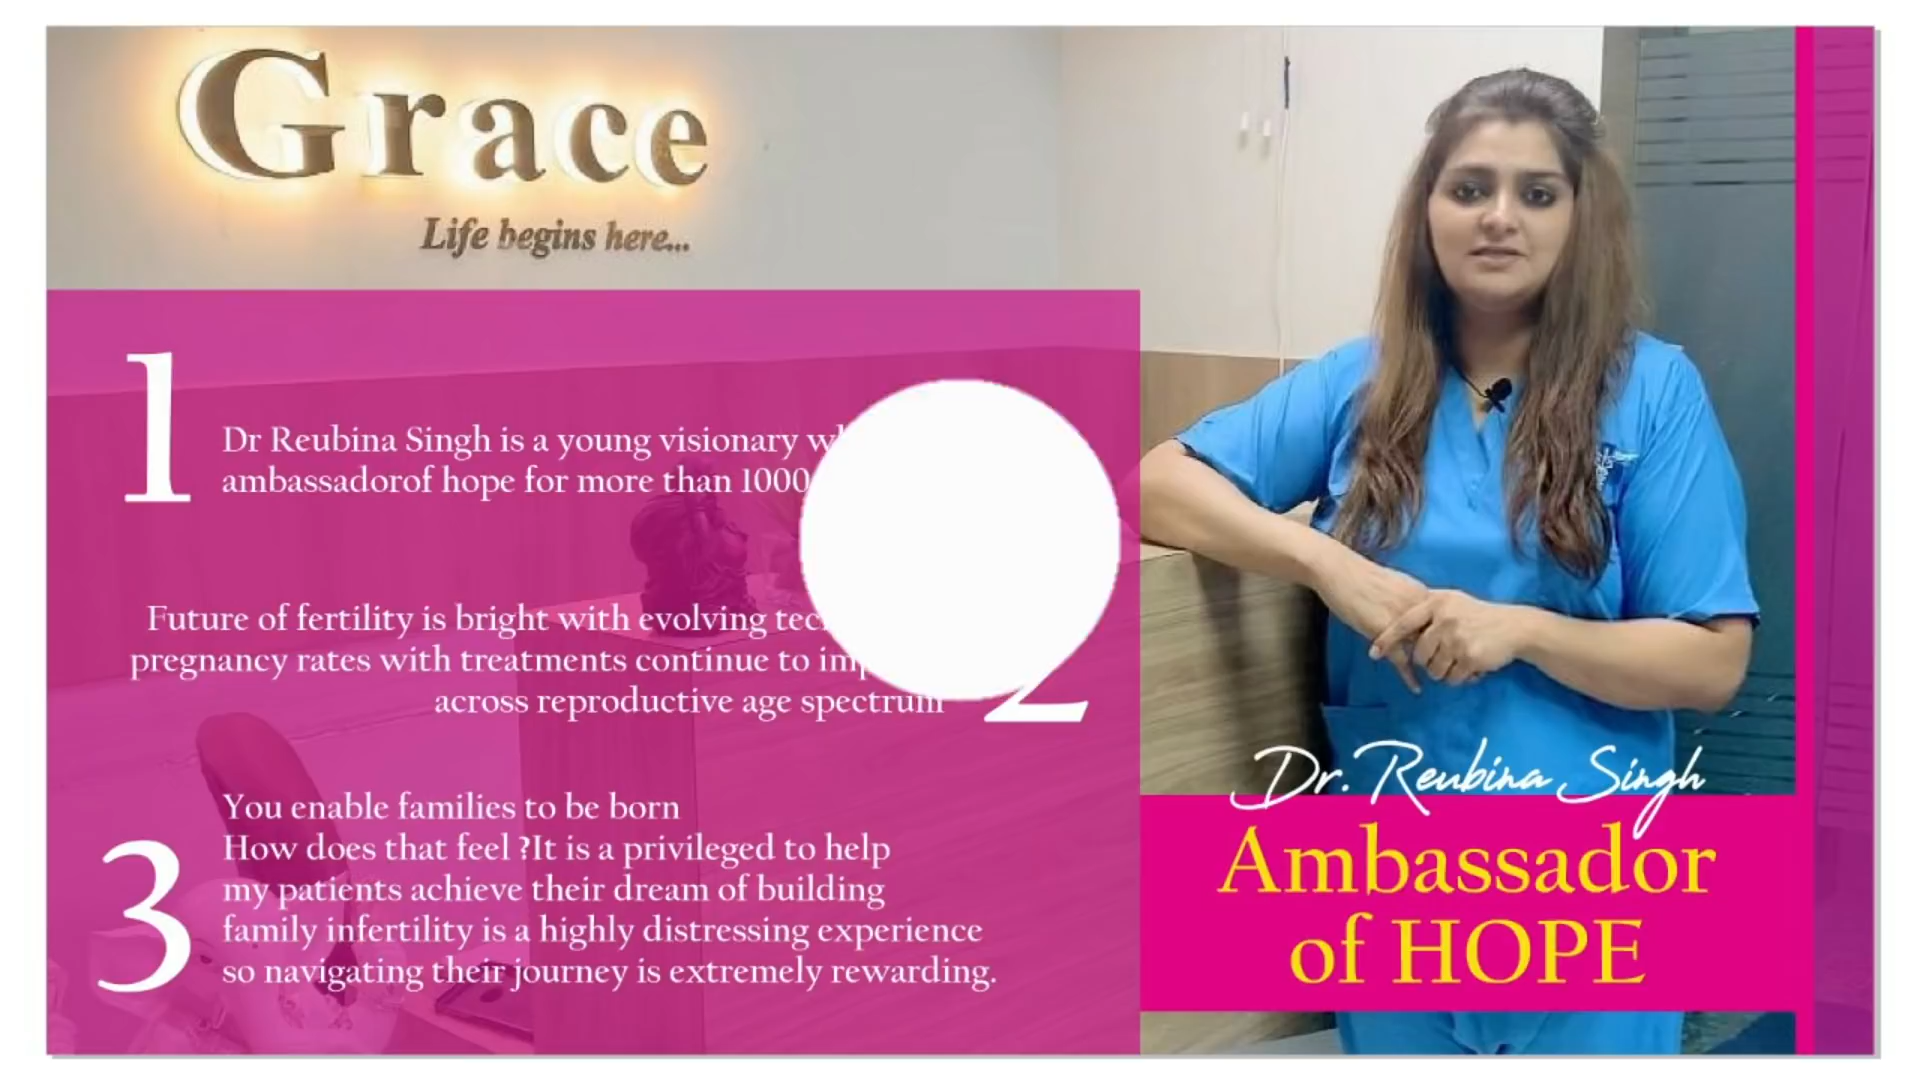 Grace
Life begins here...
1
Dr Reubina Singh is a young visionary
ambassadorof hope for more than 1000
Future of fertility is bright with evolving
pregnancy rates with treatments continue to
across reproductive age spectrum
2
You enable families to be born
3
How does that feel ?It is a privileged to help
my patients achieve their dream of building
family infertility is a highly distressing experience
so navigating their journey is extremely rewarding.
Dr. Reubina Singh
Ambassador
of HOPE